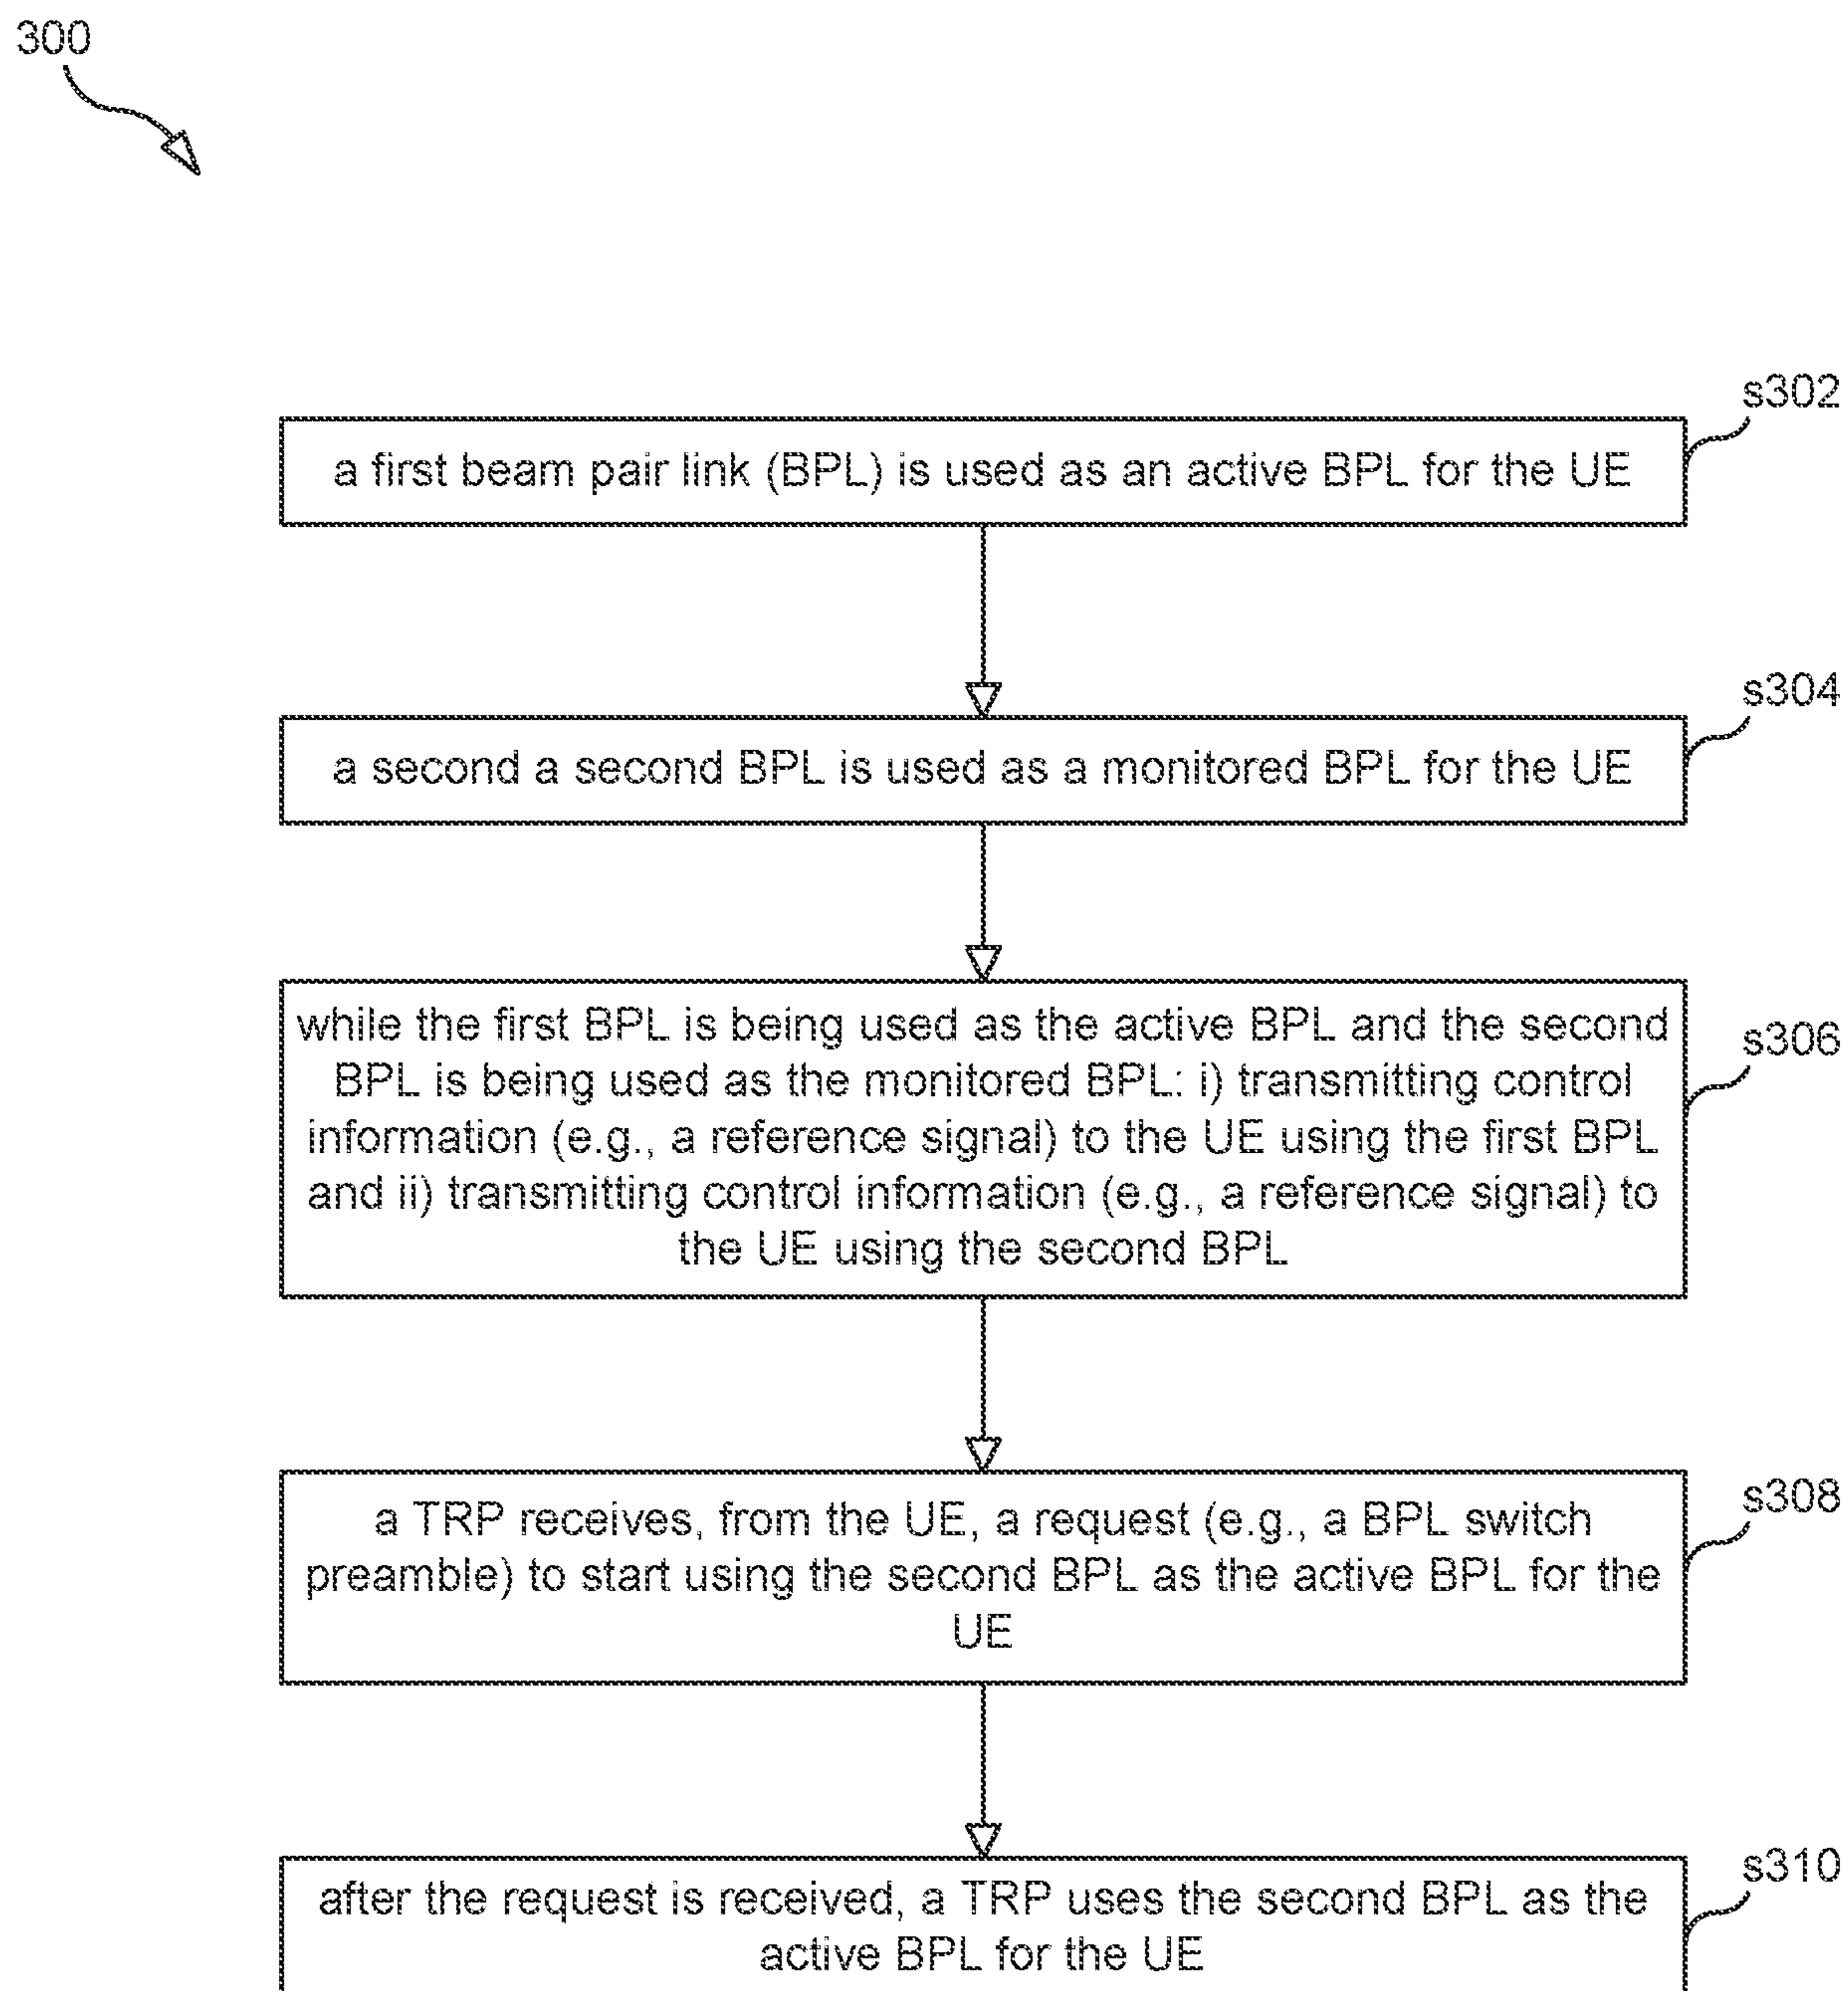 300
s302
a first beam pair link (BPL) is used as an active BPL for the UE
s304
a second a second BPL is used as a monitored BPL for the UE
s306
while the first BPL is being used as the active BPL and the second
BPL is being used as the monitored BPL: i) transmitting control
information (e.g., a reference signal) to the UE using the first BPL
and ii) transmitting control information (e.g., a reference signal) to
the UE using the second BPL
s308
a TRP receives, from the UE, a request (e.g., a BPL switch
preamble) to start using the second BPL as the active BPL for the
UE
s310
after the request is received, a TRP uses the second BPL as the
active BPL for the UE